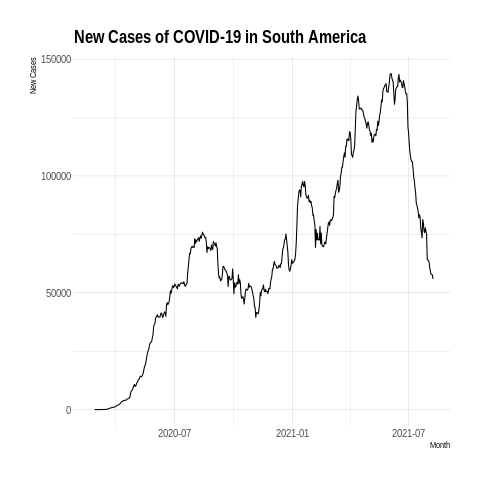 New Cases of COVID-19 in South America
New Cases
150000
100000
50000
0
2020-07
2021-01
2021-07
Month